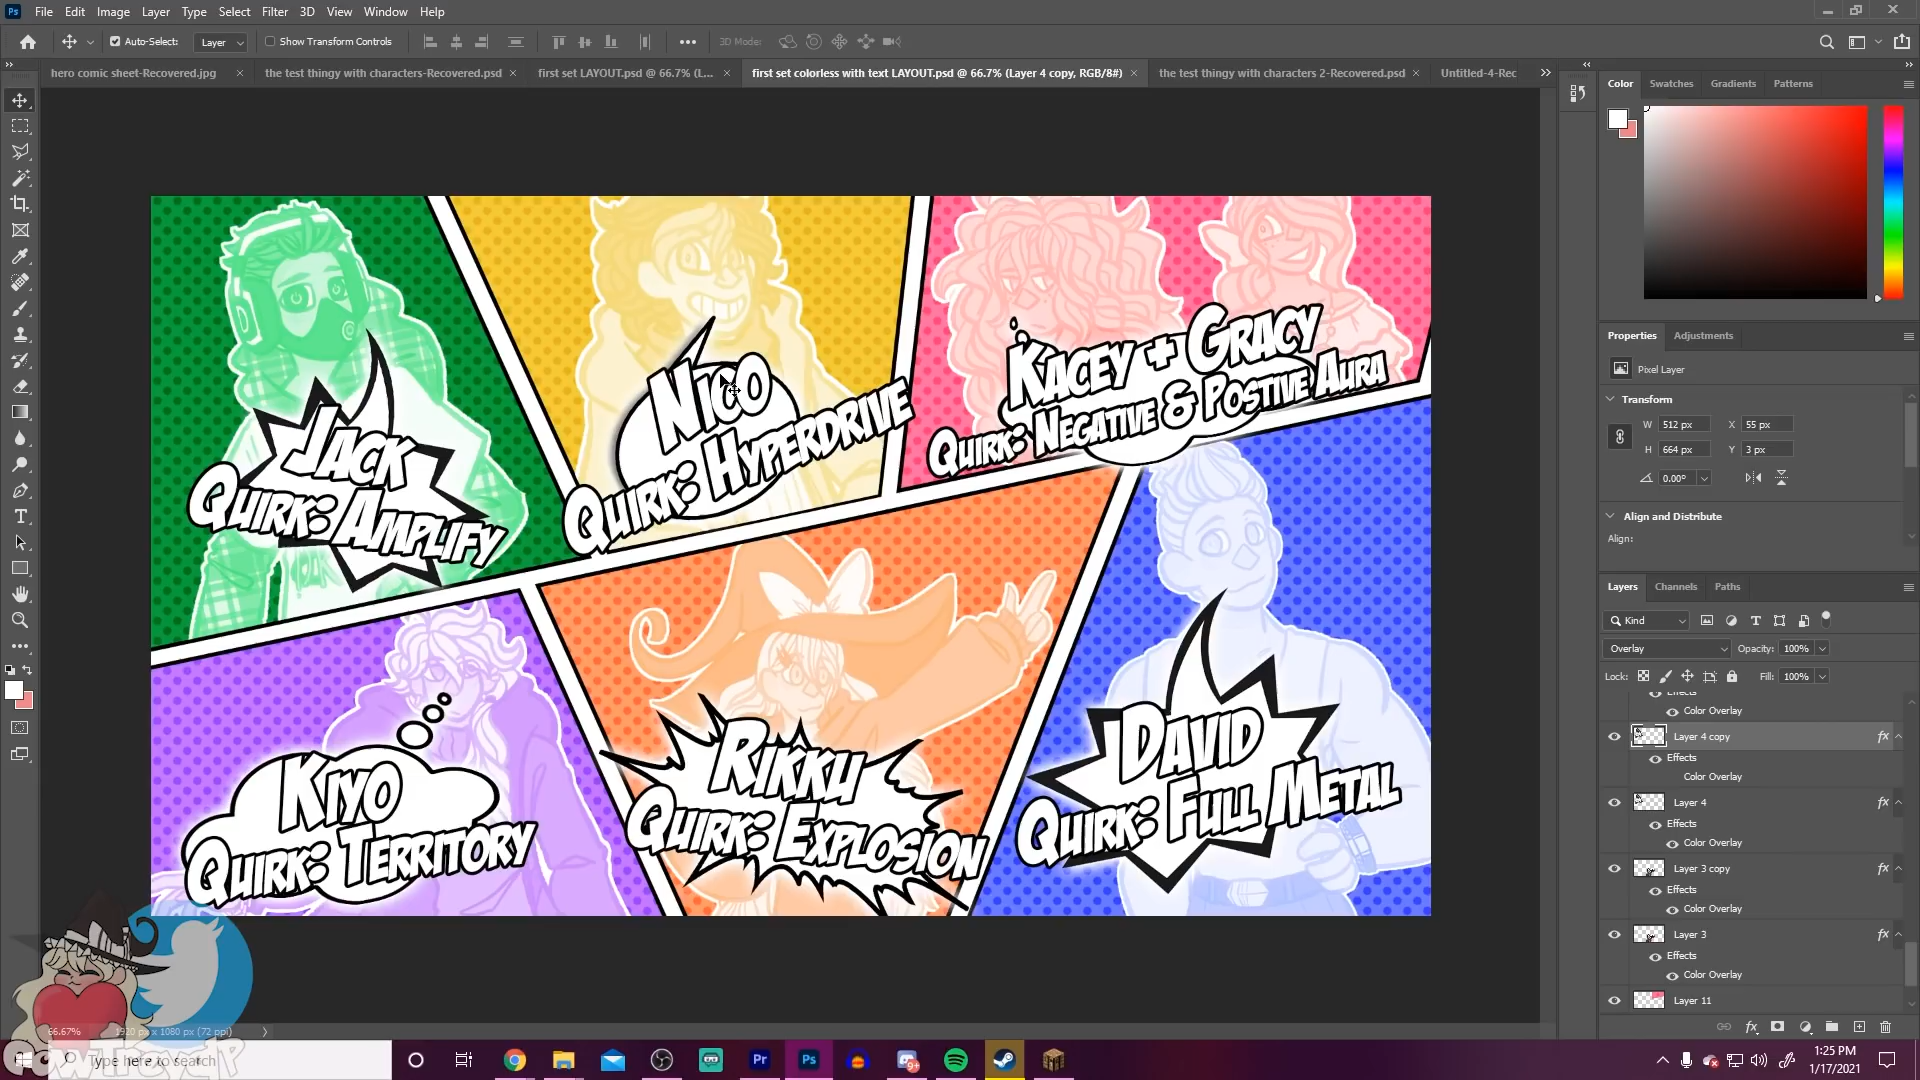 File Edit Image Layer Type Select Filter 3D View Window Help
Auto-Select: Layer Show Transform Controls 3D Mode:
hero comic sheet-Recovered.jpg the test thingy with characters-Recovered.psd first set LAYOUT.psd @ 66.7% (L... first set colorless with text LAYOUT.psd @ 66.7% (Layer 4 copy, RGB/8#) the test thingy with characters 2-Recovered.psd Untitled-4-Rec
Color Swatches Gradients Patterns
Properties Adjustments
Pixel Layer
Transform
W 512 px X 55 px
H 664 px Y 3 px
0.00°
Align and Distribute
Align:
Layers Channels Paths
Kind
Overlay Opacity: 100%
Lock: Fill: 100%
Effects
Color Overlay
Layer 4 copy fx
Effects
Color Overlay
Layer 4 fx
Effects
Color Overlay
Layer 3 copy fx
Effects
Color Overlay
Layer 3 fx
Effects
Color Overlay
Layer 11
Jack
Quirk: Amplify
Nico
Quirk: Hyperdrive
Kacey + Gracy
Quirk: Negative & Postive Aura
Kiyo
Quirk: Territory
Rikku
Quirk: Explosion
David
Quirk: Full Metal
66.67% 1920 px x 1080 px (72 ppi)
Type here to search
1:25 PM
1/17/2021